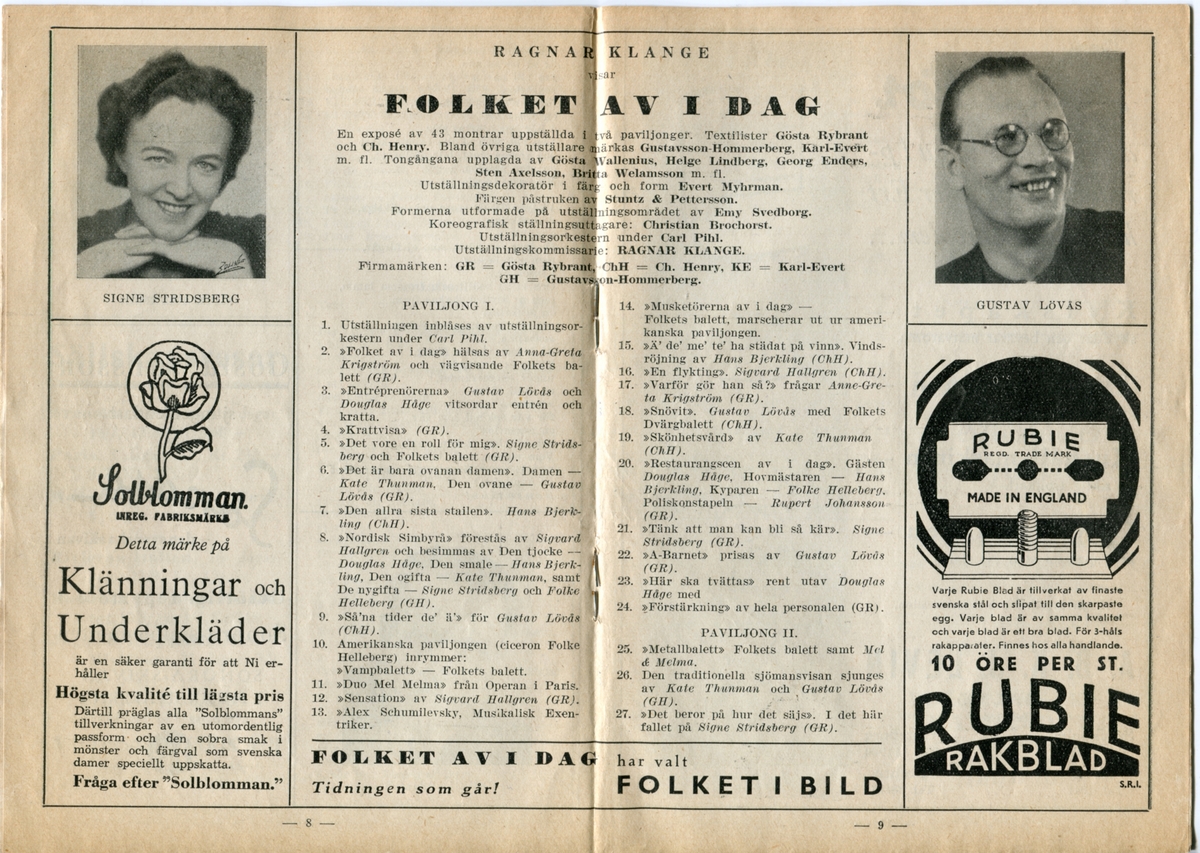 SIGNE STRIDSBERG
Solblomman.
INREG. FABRIKSMÄRKE
Detta märke på
Klänningar och
Underkläder
är en säker garanti för att Ni er-
håller
Högsta kvalité till lägsta pris
Därtill präglas alla "Solblommans"
tillverkningar av en utomordentlig
passform och den sobra smak i
mönster och färgval som svenska
damer speciellt uppskatta.
Fråga efter "Solblomman."
RAGNAR KLANGE
visar
FOLKET AV I DAG
En exposé av 43 montrar uppställda i två paviljonger. Textilister Gösta Rybrant
och Ch. Henry. Bland övriga utställare märkas Gustavsson-Hommerberg, Karl-Evert
m. fl. Tongångana upplagda av Gösta Wallenius, Helge Lindberg, Georg Enders,
Sten Axelsson, Britta Welamsson m. fl.
Utställningsdekoratör i färg och form Evert Myhrman.
Färgen påstruken av Stuntz & Pettersson.
Formerna utformade på utställningsområdet av Emy Svedborg.
Koreografisk ställningsuttagare: Christian Brochorst.
Utställningsorkestern under Carl Pihl.
Utställningskommissarie: RAGNAR KLANGE.
Firmamärken: GR = Gösta Rybrant, ChH = Ch. Henry, KE = Karl-Evert
GH = Gustavsson-Hommerberg.
PAVILJONG I.
1. Utställningen inblåses av utställningsor-
kestern under Carl Pihl.
2. »Folket av i dag» hälsas av Anna-Greta
Krigström och vägvisande Folkets ba-
lett (GR).
3. »Entréprenörerna» Gustav Lövås och
Douglas Håge vitsordar entrén och
kratta.
4. »Krattvisa» (GR).
5. »Det vore en roll för mig». Signe Strids-
berg och Folkets balett (GR).
6. »Det är bara ovanan damen». Damen —
Kate Thunman, Den ovane — Gustav
Lövås (GR).
7. »Den allra sista stailen». Hans Bjerk-
ling (ChH).
8. »Nordisk Simbyrå» förestås av Sigvard
Hallgren och besimmas av Den tjocke —
Douglas Håge, Den smale — Hans Bjerk-
ling, Den ogifta — Kate Thunman, samt
De nygifta — Signe Stridsberg och Folke
Helleberg (GH).
9. »Så'na tider de' ä'» för Gustav Lövås
(ChH).
10. Amerikanska paviljongen (ciceron Folke
Helleberg) inrymmer:
»Vampbalett» — Folkets balett.
11. »Duo Mel Melma» från Operan i Paris.
12. »Sensation» av Sigvard Hallgren (GR).
13. »Alex Schumilevsky, Musikalisk Exen-
triker.
14. »Musketörerna av i dag» —
Folkets balett, marscherar ut ur ameri-
kanska paviljongen.
15. »Ä' de' me' te' ha städat på vinn». Vinds-
röjning av Hans Bjerkling (ChH).
16. »En flykting». Sigvard Hallgren (ChH).
17. »Varför gör han så?» frågar Anne-Gre-
ta Krigström (GR).
18. »Snövit». Gustav Lövås med Folkets
Dvärgbalett (ChH).
19. »Skönhetsvård» av Kate Thunman
(ChH).
20. »Restaurangscen av i dag». Gästen
Douglas Håge, Hovmästaren — Hans
Bjerkling, Kyparen — Folke Helleberg,
Poliskonstapeln — Rupert Johansson
(GR).
21. »Tänk att man kan bli så kär». Signe
Stridsberg (GR).
22. »A-Barnet» prisas av Gustav Lövås
(GR).
23. »Här ska tvättas» rent utav Douglas
Håge med
24. »Förstärkning» av hela personalen (GR).
PAVILJONG II.
25. »Metallbalett» Folkets balett samt Mel
& Melma.
26. Den traditionella sjömansvisan sjunges
av Kate Thunman och Gustav Lövås
(GH).
27. »Det beror på hur det säjs». I det här
fallet på Signe Stridsberg (GR).
FOLKET AV I DAG har valt
Tidningen som går! FOLKET I BILD
GUSTAV LÖVÅS
RUBIE
REGD. TRADE MARK
MADE IN ENGLAND
Varje Rubie Blad är tillverkat av finaste
svenska stål och slipat till den skarpaste
egg. Varje blad är av samma kvalitet
och varje blad är ett bra blad. För 3-håls
rakapparater. Finnes hos alla handlande.
10 ÖRE PER ST.
RUBIE
RAKBLAD
S.R.I.
— 8 —
— 9 —